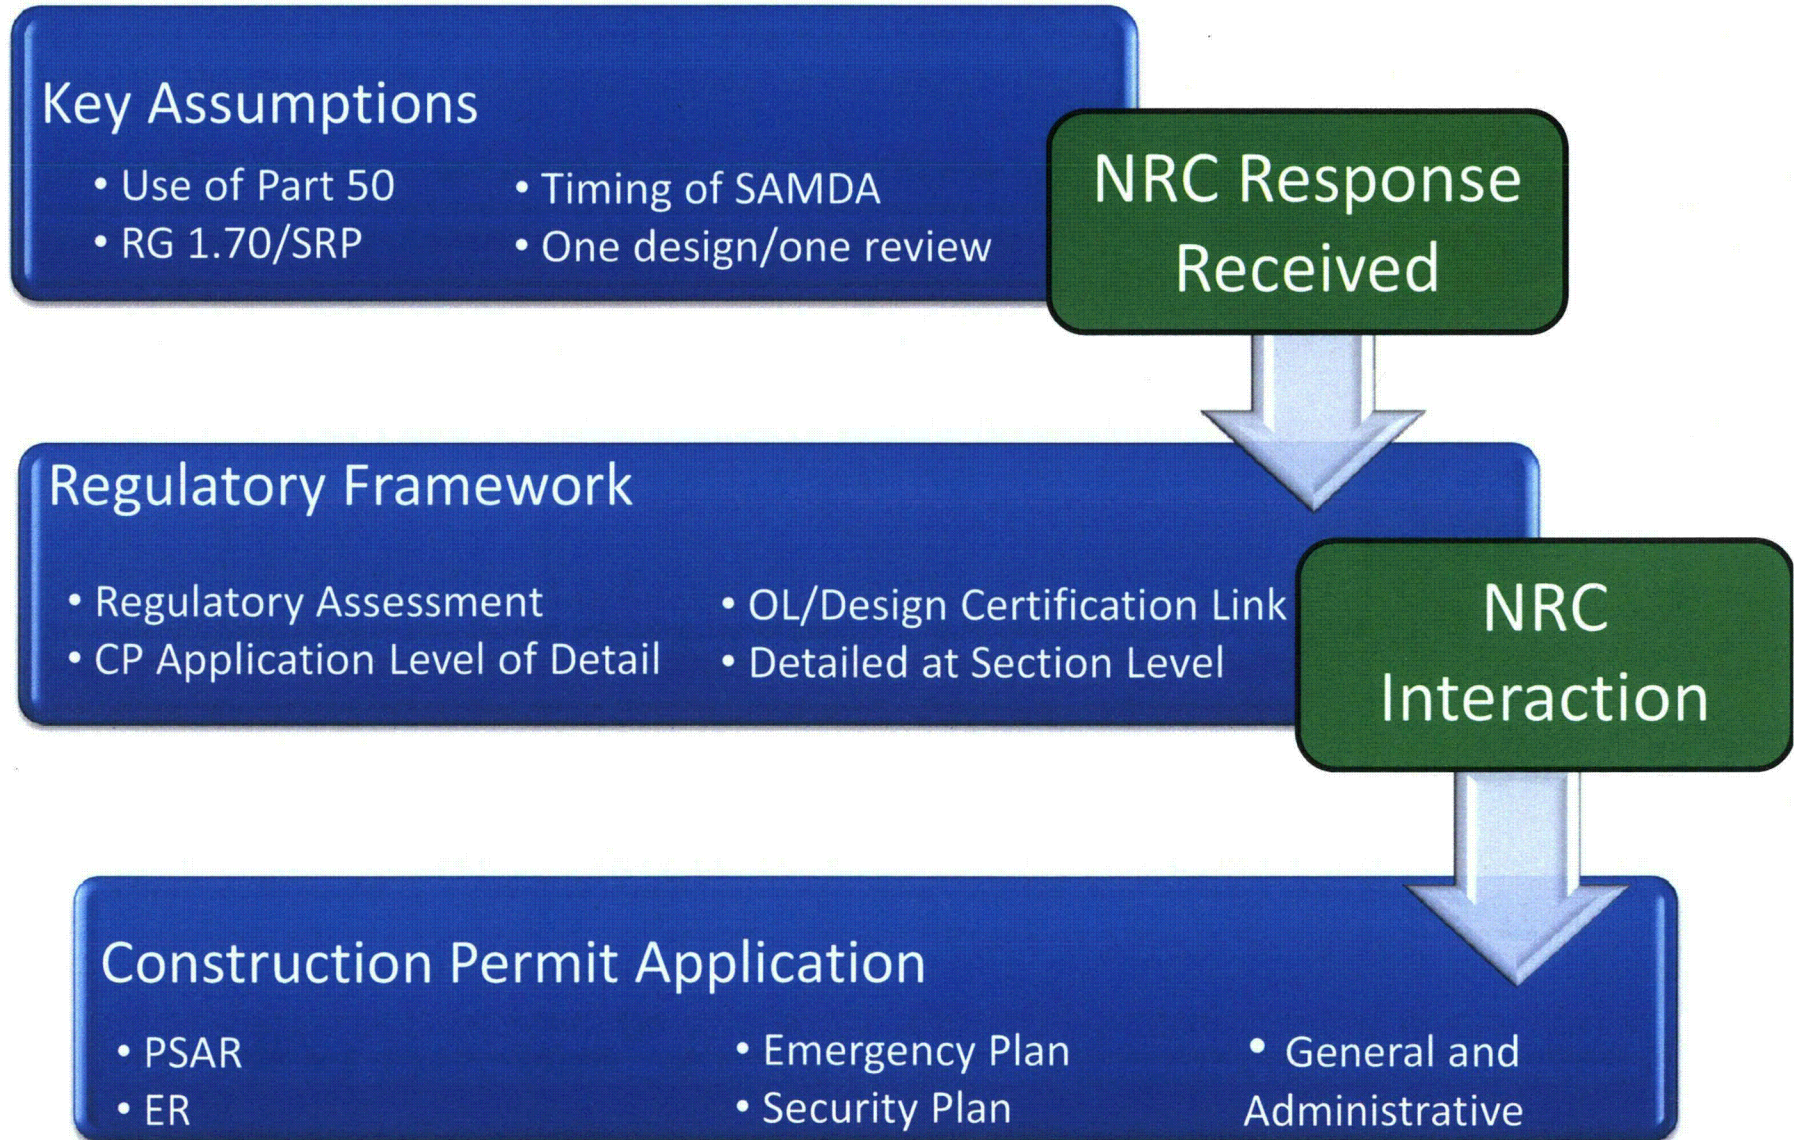 Key Assumptions
• Use of Part 50
• RG 1.70/SRP
• Timing of SAMDA
• One design/one review
NRC Response
Received
Regulatory Framework
• Regulatory Assessment
• CP Application Level of Detail
• OL/Design Certification Link
• Detailed at Section Level
NRC
Interaction
Construction Permit Application
• PSAR
• ER
• Emergency Plan
• Security Plan
• General and
Administrative